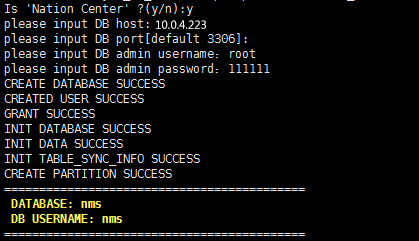 Is 'Nation Center' ?(y/n):y
please input DB host: 10.0.4.223
please input DB port[default 3306]:
please input DB admin username: root
please input DB admin password: 111111
CREATE DATABASE SUCCESS
CREATED USER SUCCESS
GRANT SUCCESS
INIT DATABASE SUCCESS
INIT DATA SUCCESS
INIT TABLE_SYNC_INFO SUCCESS
CREATE PARTITION SUCCESS
===========================================
DATABASE: nms
DB USERNAME: nms
===========================================